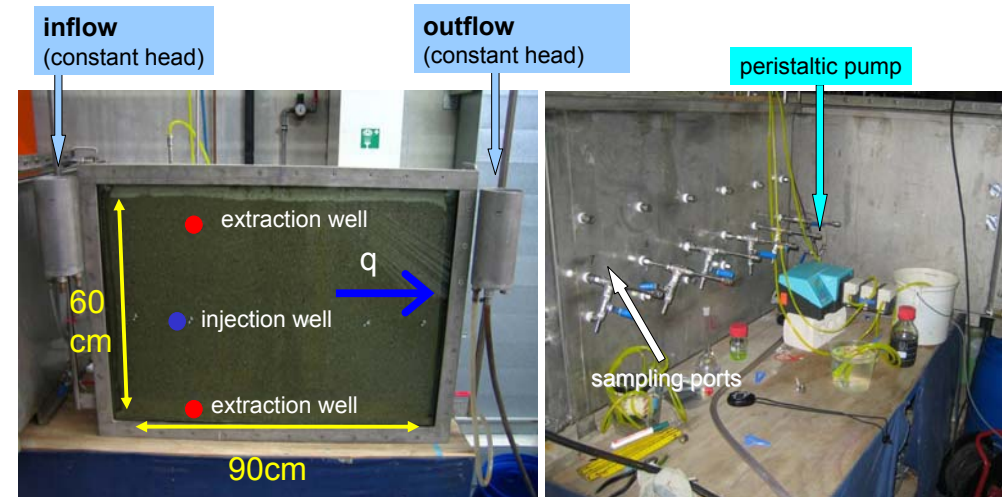 inflow
(constant head)
outflow
(constant head)
peristaltic pump
extraction well
q
60
cm
injection well
extraction well
90cm
sampling ports